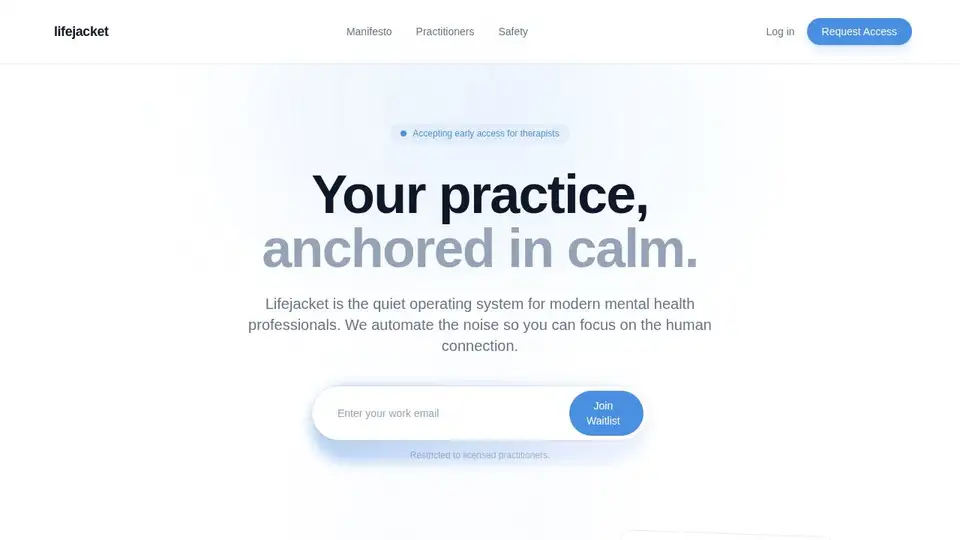 lifejacket
Manifesto
Practitioners
Safety
Log in
Request Access
Accepting early access for therapists
Your practice,
anchored in calm.
Lifejacket is the quiet operating system for modern mental health
professionals. We automate the noise so you can focus on the human
connection.
Enter your work email
Join
Waitlist
Restricted to licensed practitioners.